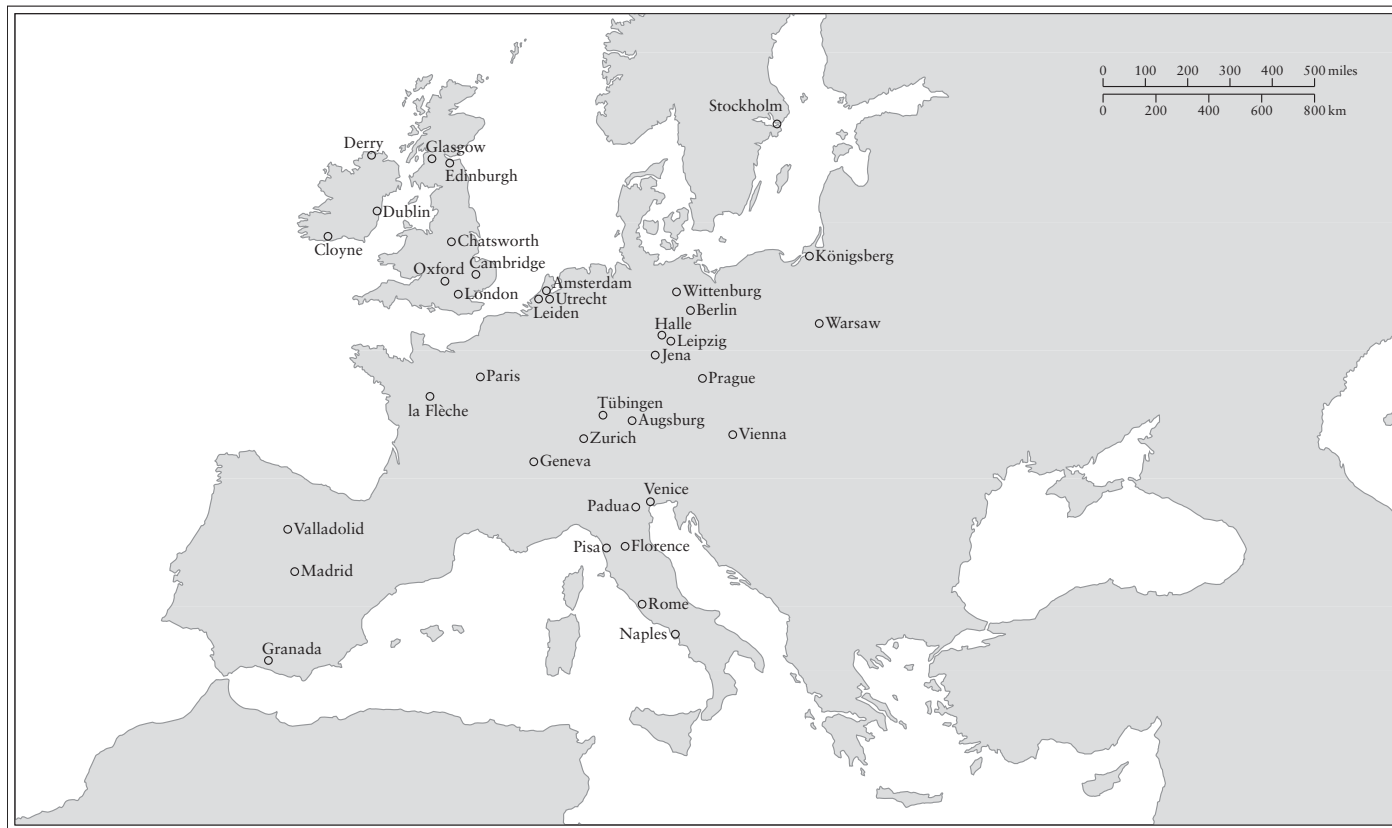 0 100 200 300 400 500 miles
0 200 400 600 800 km
Stockholm
Derry
Glasgow
Edinburgh
Dublin
Cloyne
Chatsworth
Oxford
Cambridge
London
Königsberg
Amsterdam
Utrecht
Leiden
Wittenburg
Berlin
Warsaw
Halle
Leipzig
Jena
Paris
Prague
la Flèche
Tübingen
Augsburg
Zurich
Vienna
Geneva
Venice
Padua
Valladolid
Pisa
Florence
Madrid
Rome
Naples
Granada